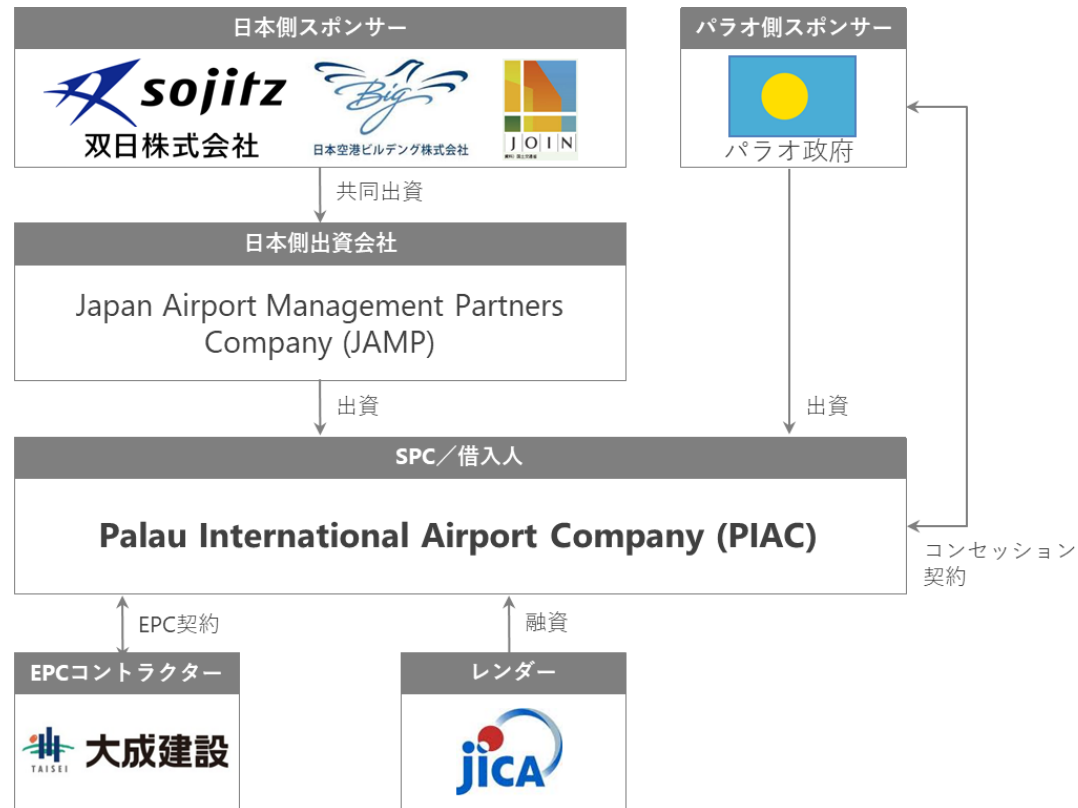 日本側スポンサー
sojitz
双日株式会社
Big
日本空港ビルデング株式会社
JOIN
パラオ側スポンサー
パラオ政府
共同出資
日本側出資会社
Japan Airport Management Partners
Company (JAMP)
出資
出資
SPC／借入人
Palau International Airport Company (PIAC)
コンセッション
契約
EPC契約
融資
EPCコントラクター
TAISEI
大成建設
レンダー
jICA